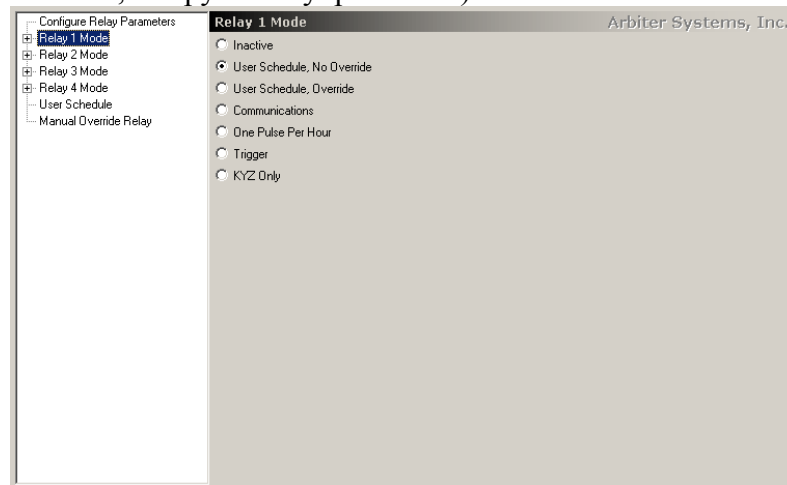 Configure Relay Parameters
Relay 1 Mode
Relay 2 Mode
Relay 3 Mode
Relay 4 Mode
User Schedule
Manual Override Relay
Relay 1 Mode
Arbiter Systems, Inc.
Inactive
User Schedule, No Override
User Schedule, Override
Communications
One Pulse Per Hour
Trigger
KYZ Only